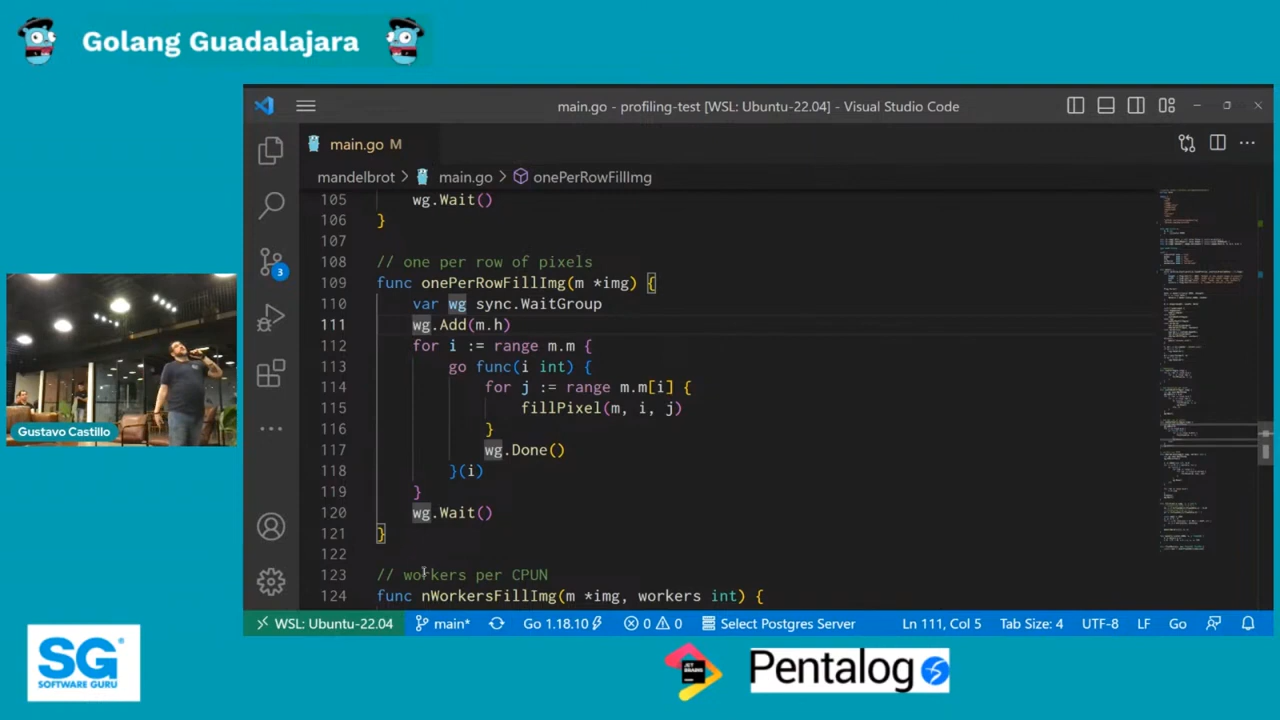 Golang Guadalajara
main.go - profiling-test [WSL: Ubuntu-22.04] - Visual Studio Code
main.go M
mandelbrot > main.go > onePerRowFillImg
105 wg.Wait()
106 }
107
108 // one per row of pixels
109 func onePerRowFillImg(m *img) {
110 var wg sync.WaitGroup
111 wg.Add(m.h)
112 for i := range m.m {
113 go func(i int) {
114 for j := range m.m[i] {
115 fillPixel(m, i, j)
116 }
117 wg.Done()
118 }(i)
119 }
120 wg.Wait()
121 }
122
123 // workers per CPUN
124 func nWorkersFillImg(m *img, workers int) {
3
Gustavo Castillo
WSL: Ubuntu-22.04 main* Go 1.18.10 0 0 Select Postgres Server Ln 111, Col 5 Tab Size: 4 UTF-8 LF Go
SG
SOFTWARE GURU
JET BRAINS
Pentalog